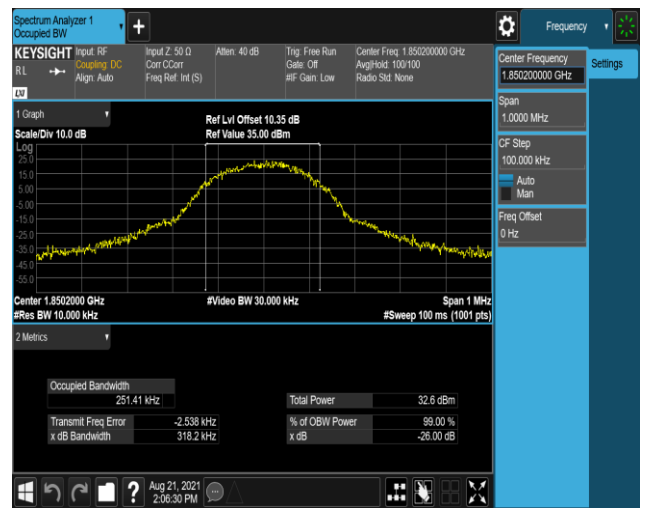 Spectrum Analyzer 1
Occupied BW
+
Frequency
KEYSIGHT
R L
LXI
Input: RF
Coupling: DC
Align: Auto
Input Z: 50 Ω
Corr CCorr
Freq Ref: Int (S)
Atten: 40 dB
Trig: Free Run
Gate: Off
#IF Gain: Low
Center Freq: 1.850200000 GHz
Avg|Hold: 100/100
Radio Std: None
Center Frequency
1.850200000 GHz
Settings
Span
1.0000 MHz
CF Step
100.000 kHz
Auto
Man
Freq Offset
0 Hz
1 Graph
Scale/Div 10.0 dB
Ref Lvl Offset 10.35 dB
Ref Value 35.00 dBm
Log
25.0
15.0
5.00
-5.00
-15.0
-25.0
-35.0
-45.0
-55.0
Center 1.8502000 GHz
#Res BW 10.000 kHz
#Video BW 30.000 kHz
Span 1 MHz
#Sweep 100 ms (1001 pts)
2 Metrics
Occupied Bandwidth
251.41 kHz
Total Power 32.6 dBm
Transmit Freq Error -2.538 kHz
% of OBW Power 99.00 %
x dB Bandwidth 318.2 kHz
x dB -26.00 dB
?
Aug 21, 2021
2:06:30 PM